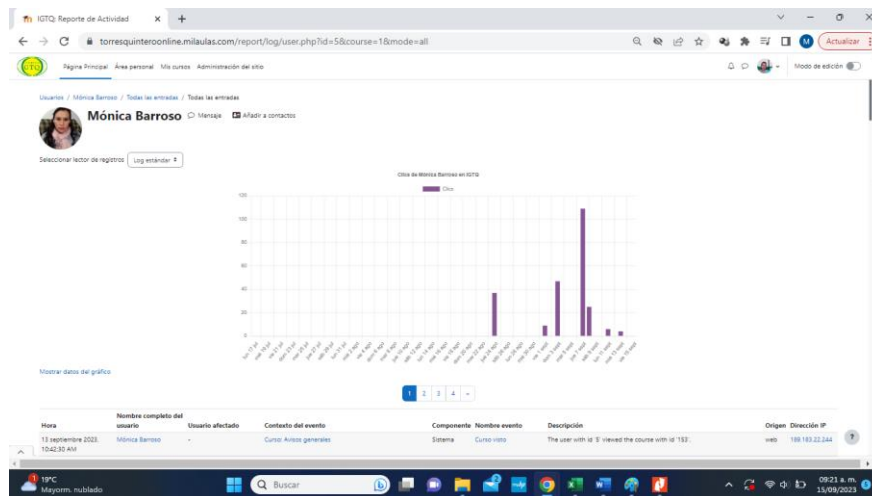 IGTQ: Reporte de Actividad
torresquinteroonline.milaulas.com/report/log/user.php?id=5&course=1&mode=all
Actualizar
Página Principal Área personal Mis cursos Administración del sitio
Modo de edición
Usuarios / Mónica Barroso / Todas las entradas / Todas las entradas
Mónica Barroso Mensaje Añadir a contactos
Seleccionar lector de registros Log estándar
Clics de Mónica Barroso en IGTQ
Clics
120
100
80
60
40
20
0
Mostrar datos del gráfico
1 2 3 4 »
Hora Nombre completo del usuario Usuario afectado Contexto del evento Componente Nombre evento Descripción Origen Dirección IP
13 septiembre 2023, 10:42:30 AM Mónica Barroso - Curso: Avisos generales Sistema Curso visto The user with id '5' viewed the course with id '153'. web
19°C
Mayorm. nublado
Buscar
09:21 a. m.
15/09/2023